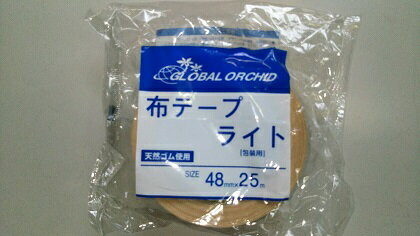 GLOBAL ORCHID
布テープ
ライト
[包装用]
天然ゴム使用
SIZE 48mm×25m